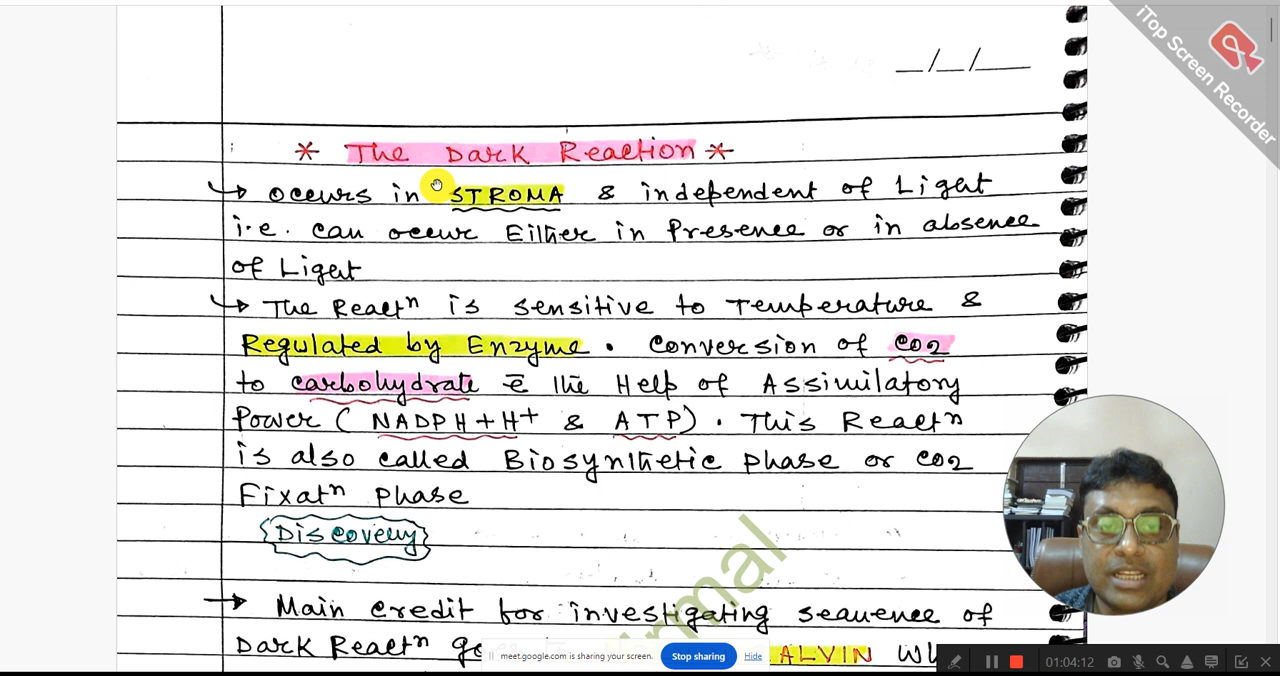 iTop Screen Recorder
_/_/_
* The Dark Reaction *
→ occurs in STROMA & independent of Light
i.e. can occur Either in Presence or in absence
of Light
→ The Reactⁿ is sensitive to Temperature &
Regulated by Enzyme. conversion of CO2
to carbohydrate c̄ the Help of Assimilatory
Power ( NADPH+H+ & ATP). This Reactⁿ
is also called Biosynthetic phase or CO2
Fixatⁿ phase
Discovery
→ Main credit for investigating sequence of
Dark Reactⁿ ALVIN
meet.google.com is sharing your screen.
Stop sharing
Hide
01:04:12